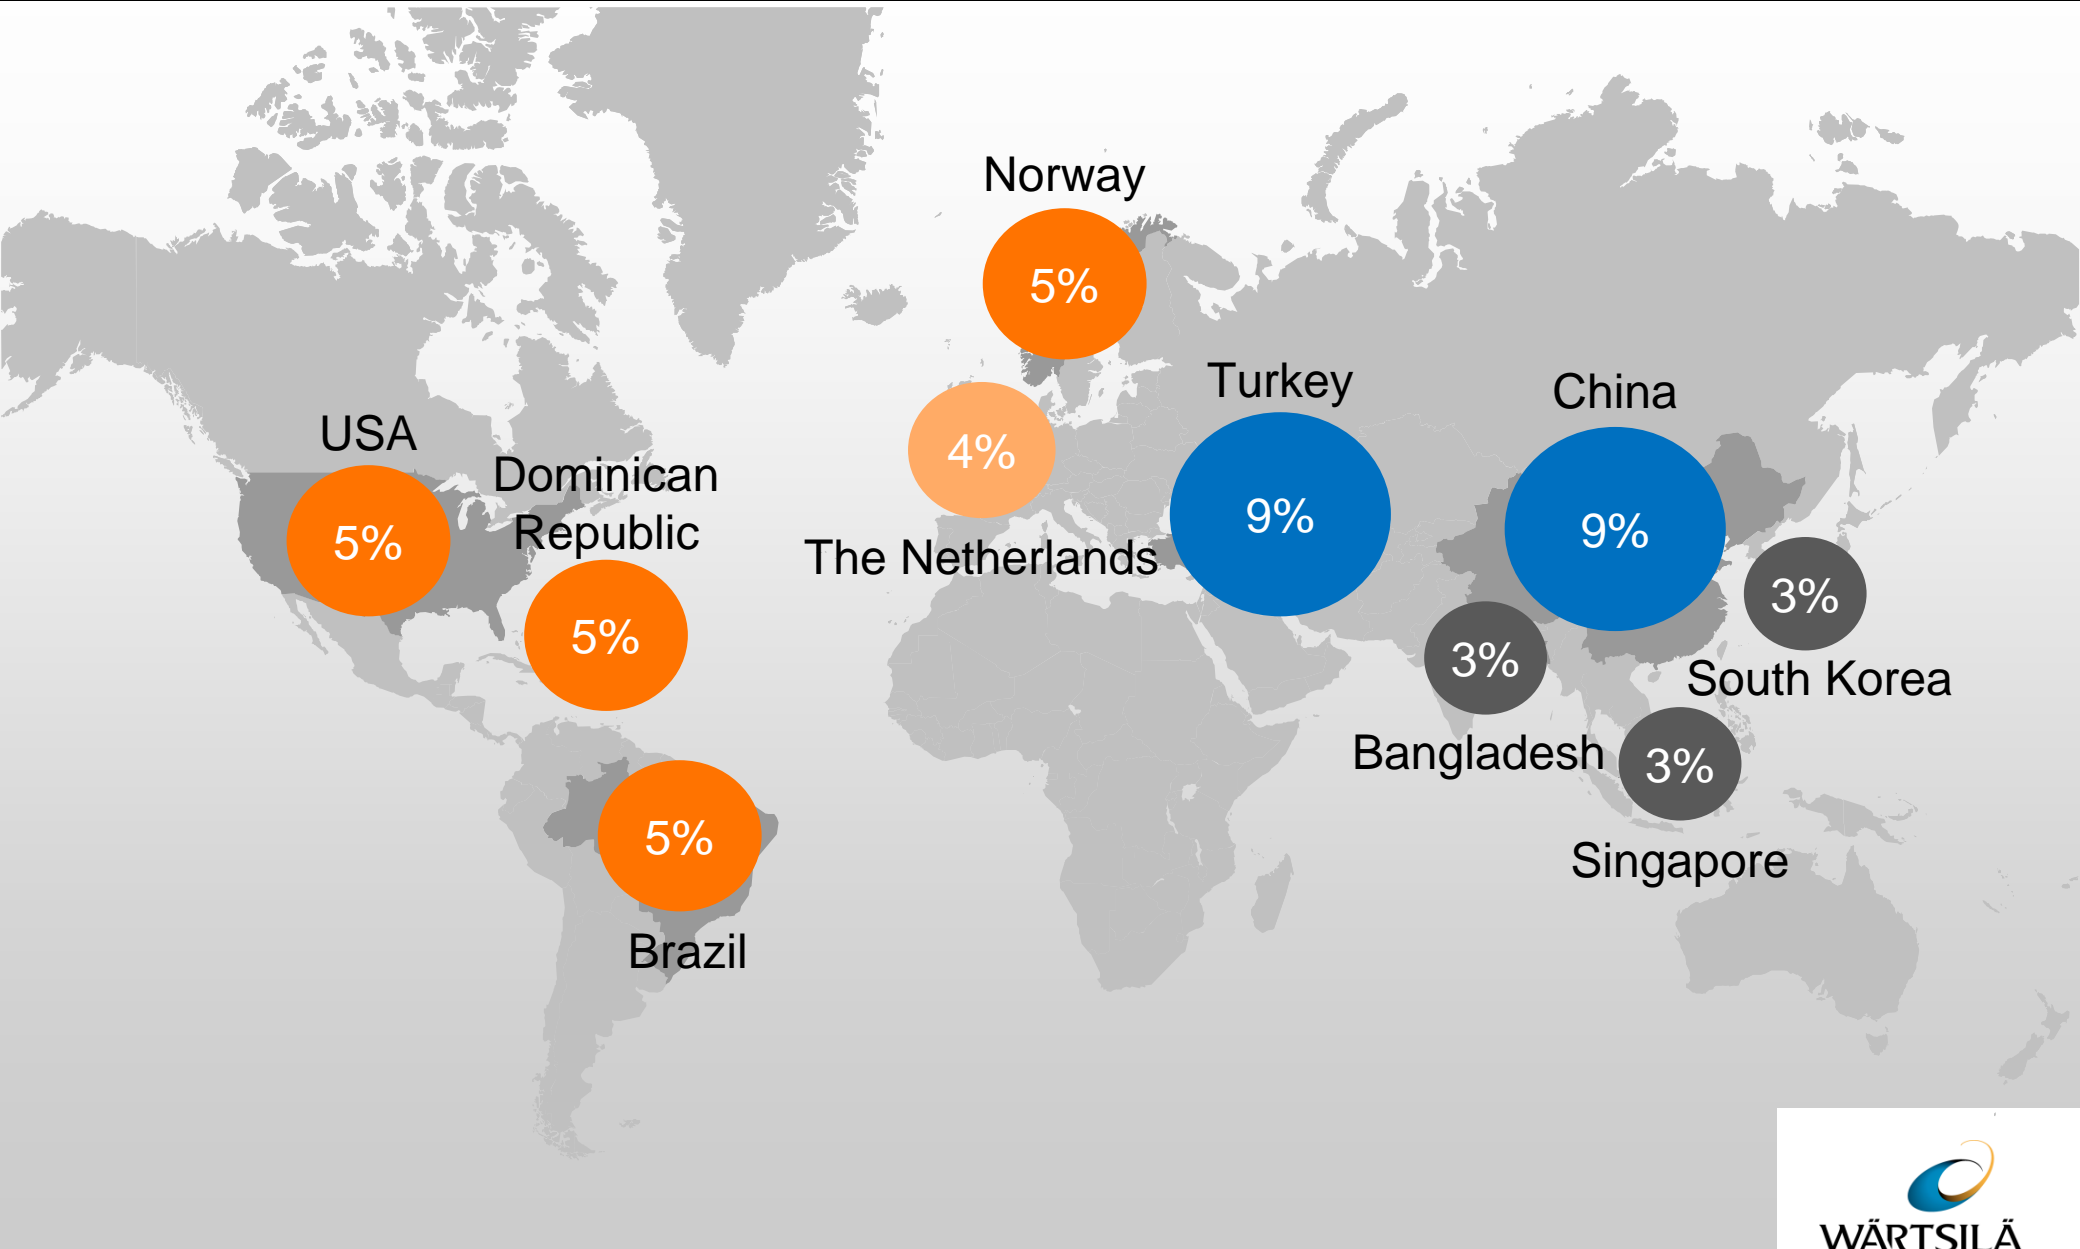 Norway
5%
Turkey
9%
China
9%
4%
The Netherlands
USA
5%
Dominican
Republic
5%
3%
South Korea
3%
Bangladesh
3%
Singapore
5%
Brazil
WÄRTSILÄ